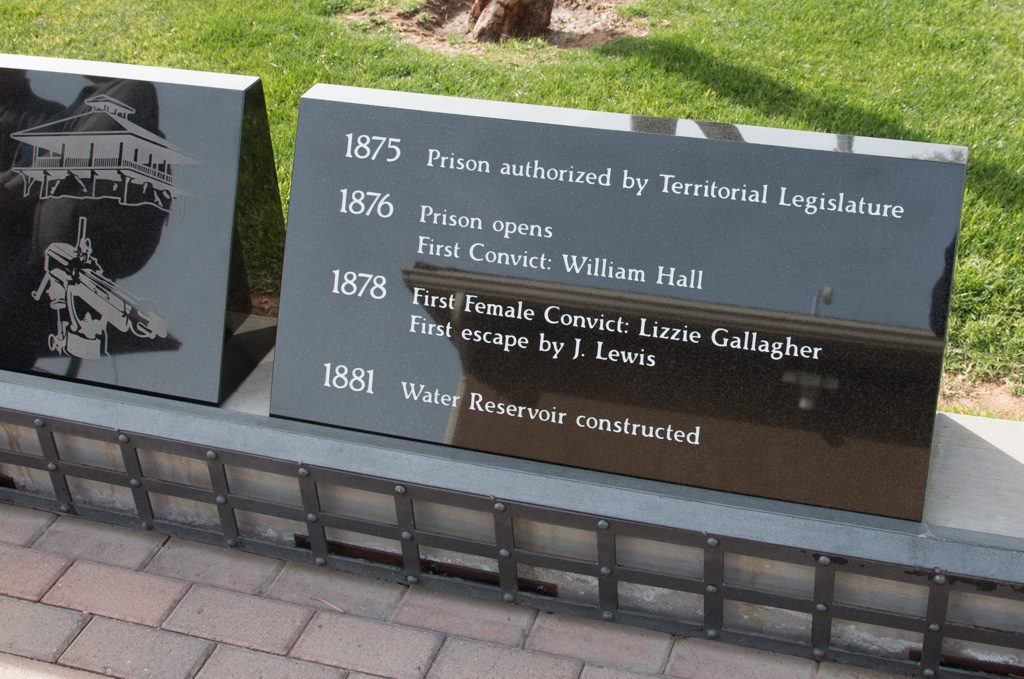 1875 Prison authorized by Territorial Legislature
1876 Prison opens
First Convict: William Hall
1878 First Female Convict: Lizzie Gallagher
First escape by J. Lewis
1881 Water Reservoir constructed